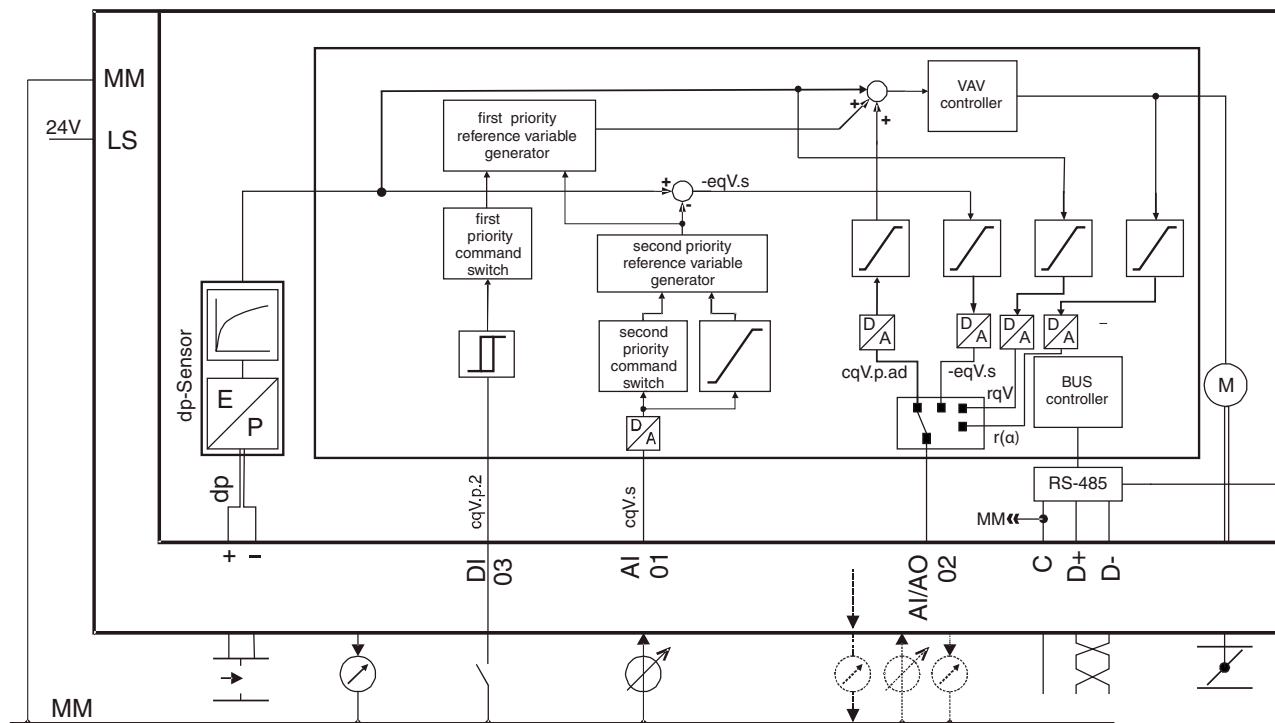 MM
24V
LS
first priority
reference variable
generator
VAV
controller
-eqV.s
first
priority
command
switch
second priority
reference variable
generator
second
priority
command
switch
dp-Sensor
E
P
D
A
D
A
D
A
D
A
D
A
cqV.p.ad
-eqV.s
rqV
r(α)
BUS
controller
M
RS-485
MM
dp
cqV.p.2
cqV.s
+
–
DI
03
AI
01
AI/AO
02
C
D+
D-
MM